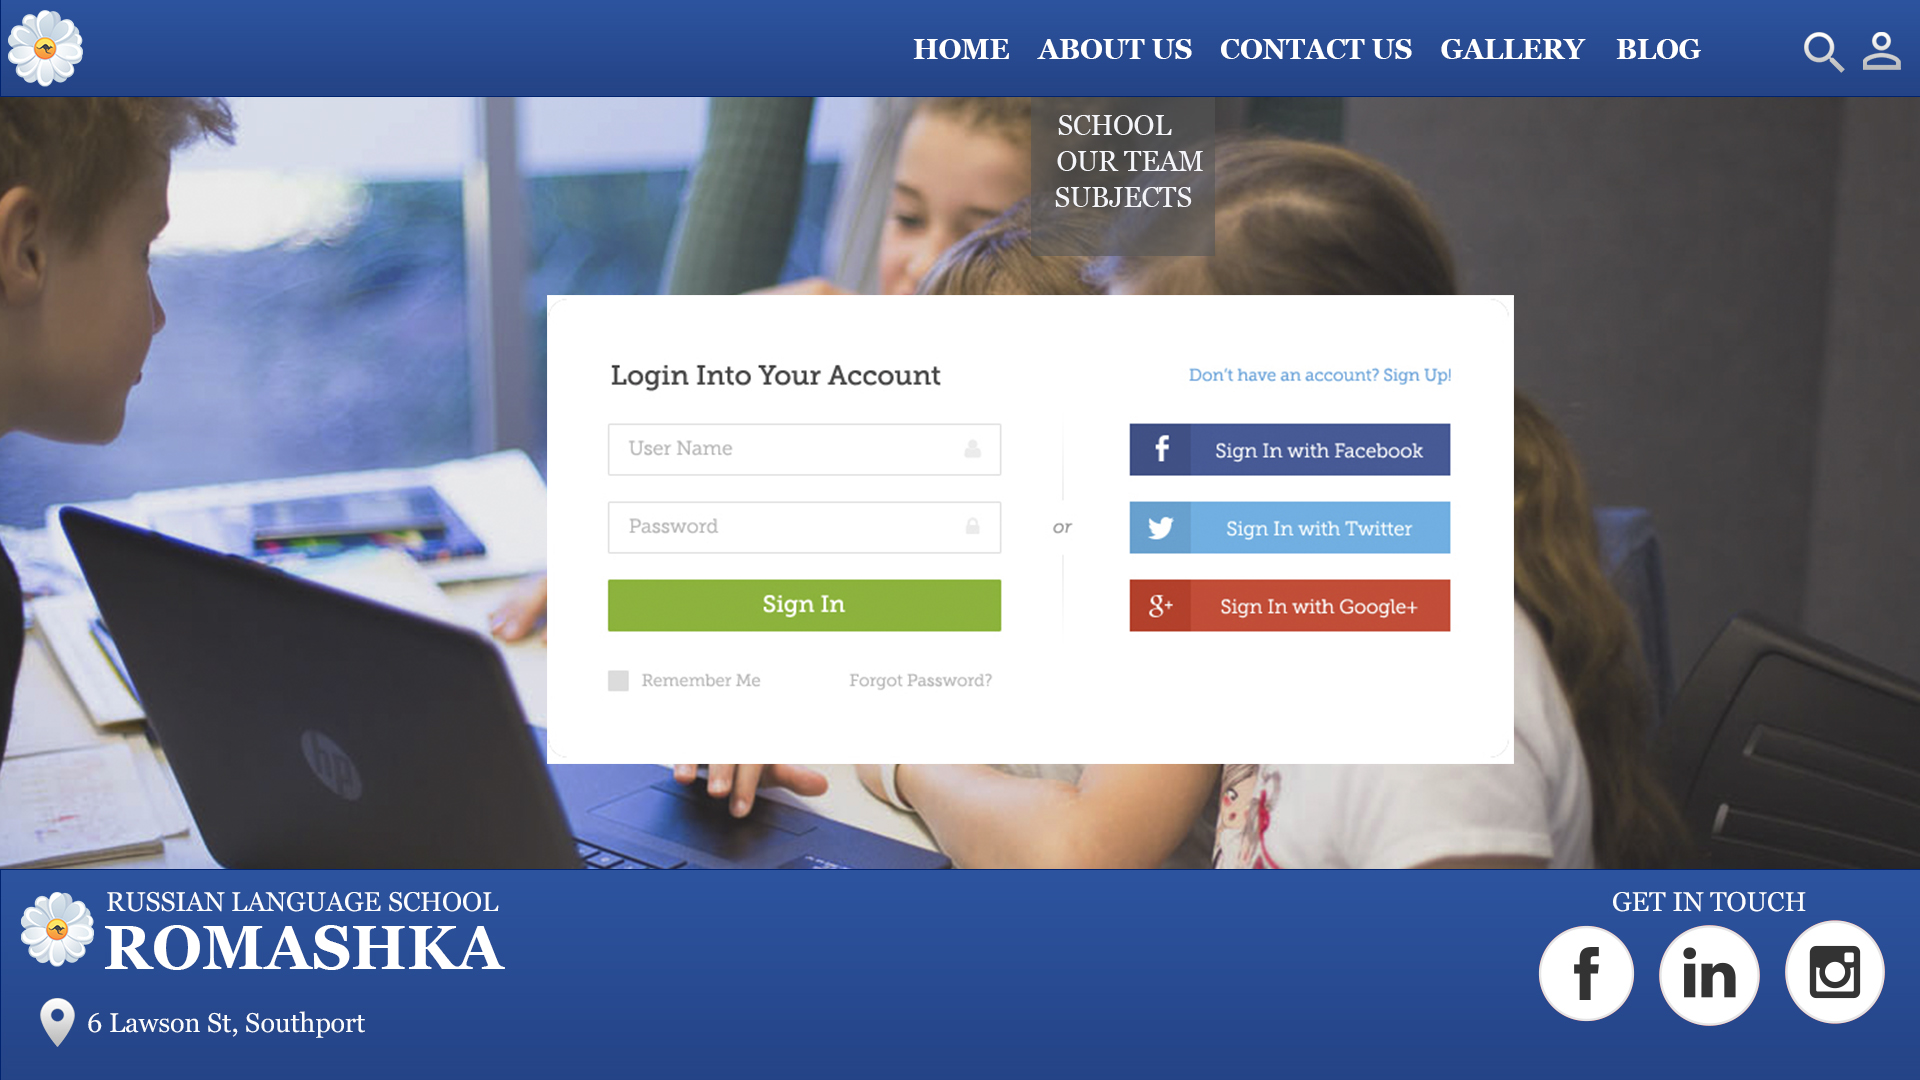 HOME ABOUT US CONTACT US GALLERY BLOG
SCHOOL
OUR TEAM
SUBJECTS
Login Into Your Account
Don't have an account? Sign Up!
User Name
Sign In with Facebook
Password
or
Sign In with Twitter
Sign In
g+ Sign In with Google+
Remember Me
Forgot Password?
hp
RUSSIAN LANGUAGE SCHOOL
ROMASHKA
6 Lawson St, Southport
GET IN TOUCH
f in